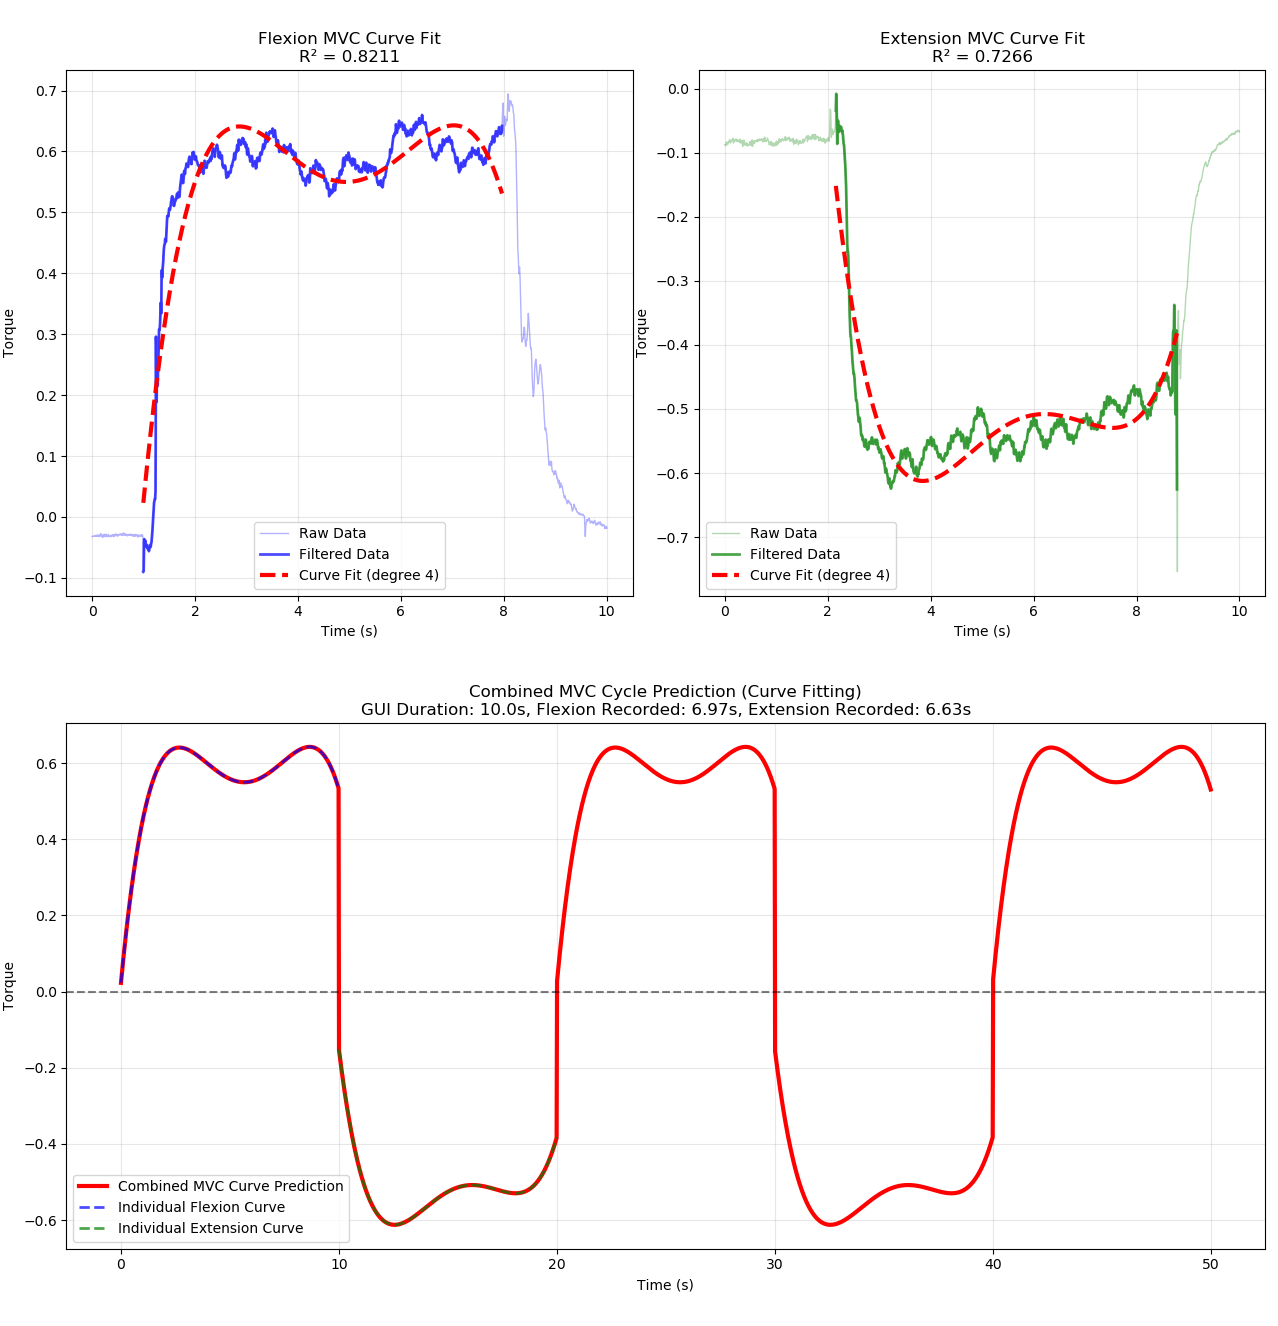 Flexion MVC Curve Fit
R² = 0.8211
0.7
0.6
0.5
0.4
0.3
0.2
0.1
0.0
−0.1
Torque
0
2
4
6
8
10
Time (s)
Raw Data
Filtered Data
Curve Fit (degree 4)
Extension MVC Curve Fit
R² = 0.7266
0.0
−0.1
−0.2
−0.3
−0.4
−0.5
−0.6
−0.7
Torque
0
2
4
6
8
10
Time (s)
Raw Data
Filtered Data
Curve Fit (degree 4)
Combined MVC Cycle Prediction (Curve Fitting)
GUI Duration: 10.0s, Flexion Recorded: 6.97s, Extension Recorded: 6.63s
0.6
0.4
0.2
0.0
−0.2
−0.4
−0.6
Torque
Combined MVC Curve Prediction
Individual Flexion Curve
Individual Extension Curve
0
10
20
30
40
50
Time (s)